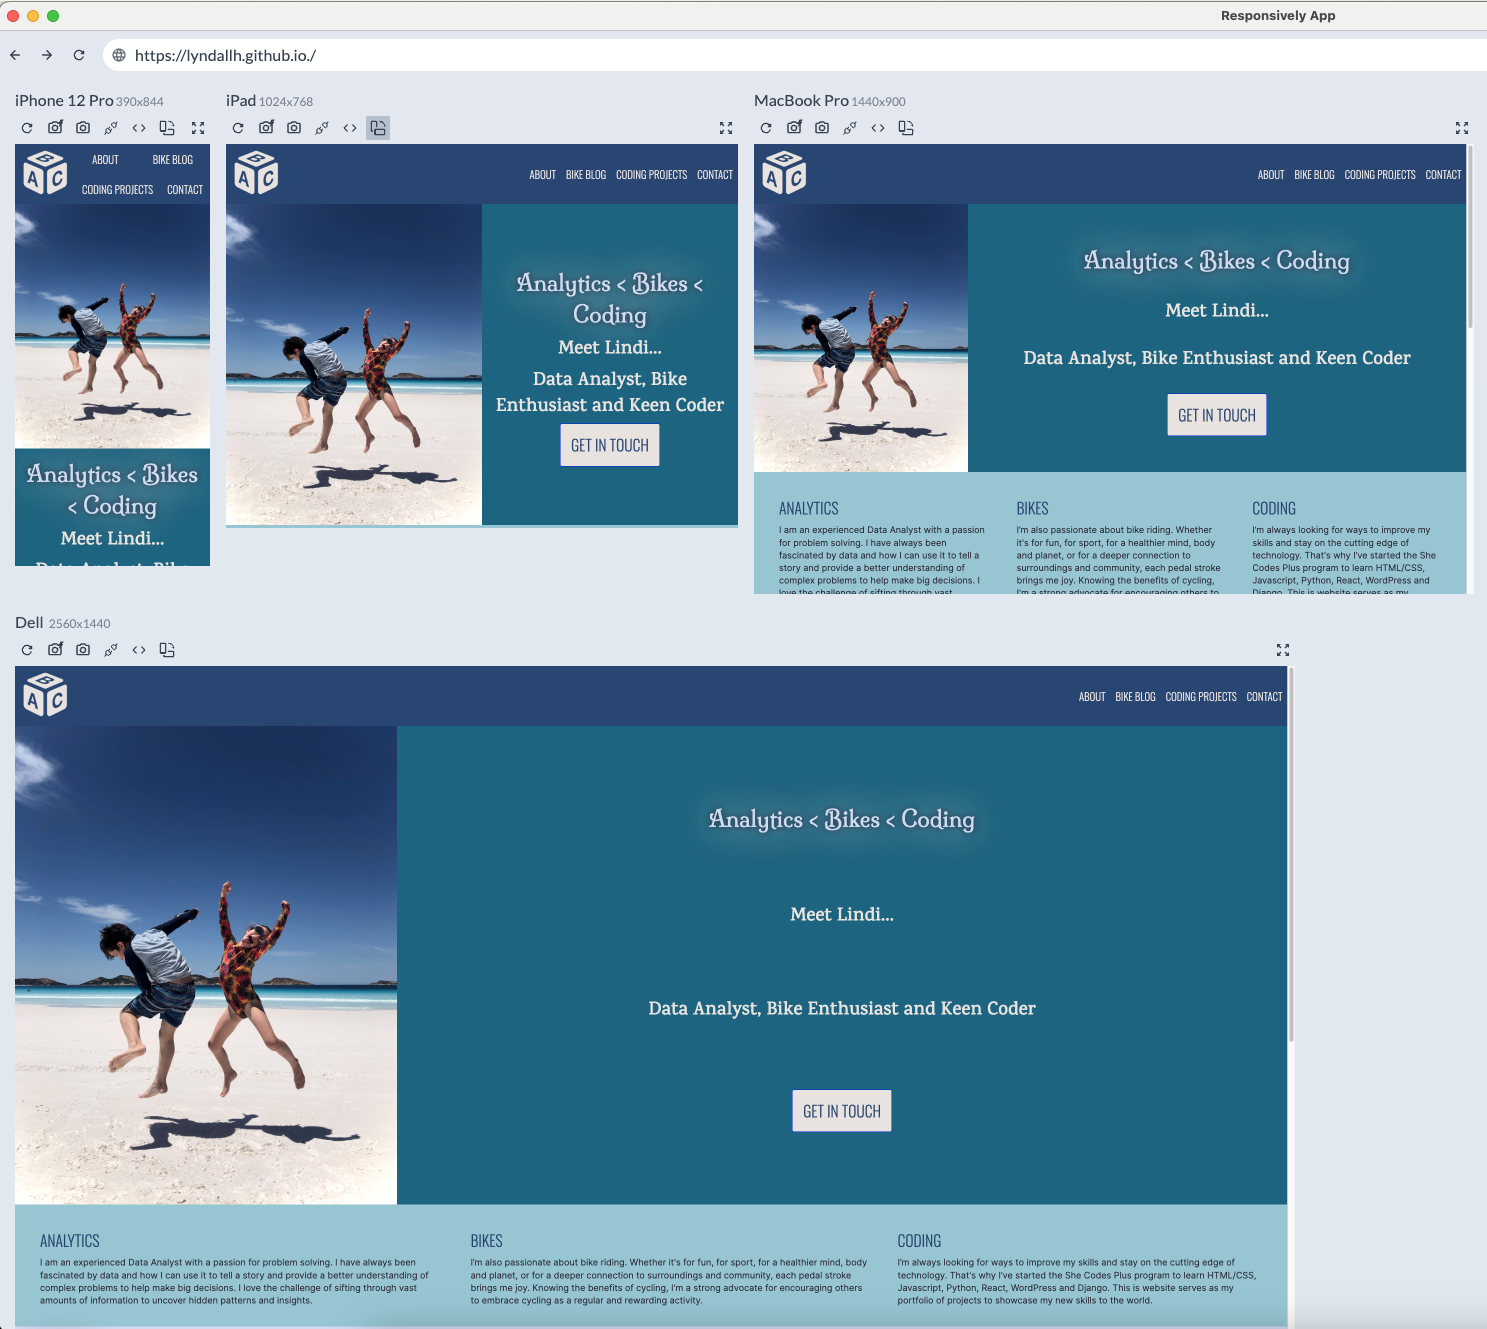 Responsively App
https://lyndallh.github.io./
iPhone 12 Pro 390x844
iPad 1024x768
MacBook Pro 1440x900
B
A C
ABOUT BIKE BLOG
CODING PROJECTS CONTACT
Analytics < Bikes
< Coding
Meet Lindi...
Data Analyst, Bike
B
A C
ABOUT BIKE BLOG CODING PROJECTS CONTACT
Analytics < Bikes <
Coding
Meet Lindi...
Data Analyst, Bike
Enthusiast and Keen Coder
GET IN TOUCH
B
A C
ABOUT BIKE BLOG CODING PROJECTS CONTACT
Analytics < Bikes < Coding
Meet Lindi...
Data Analyst, Bike Enthusiast and Keen Coder
GET IN TOUCH
ANALYTICS
I am an experienced Data Analyst with a passion
for problem solving. I have always been
fascinated by data and how I can use it to tell a
story and provide a better understanding of
complex problems to help make big decisions. I
love the challenge of sifting through vast
BIKES
I'm also passionate about bike riding. Whether
it's for fun, for sport, for a healthier mind, body
and planet, or for a deeper connection to
surroundings and community, each pedal stroke
brings me joy. Knowing the benefits of cycling,
I'm a strong advocate for encouraging others to
CODING
I'm always looking for ways to improve my
skills and stay on the cutting edge of
technology. That's why I've started the She
Codes Plus program to learn HTML/CSS,
Javascript, Python, React, WordPress and
Django. This is website serves as my
Dell 2560x1440
B
A C
ABOUT BIKE BLOG CODING PROJECTS CONTACT
Analytics < Bikes < Coding
Meet Lindi...
Data Analyst, Bike Enthusiast and Keen Coder
GET IN TOUCH
ANALYTICS
I am an experienced Data Analyst with a passion for problem solving. I have always been
fascinated by data and how I can use it to tell a story and provide a better understanding of
complex problems to help make big decisions. I love the challenge of sifting through vast
amounts of information to uncover hidden patterns and insights.
BIKES
I'm also passionate about bike riding. Whether it's for fun, for sport, for a healthier mind, body
and planet, or for a deeper connection to surroundings and community, each pedal stroke
brings me joy. Knowing the benefits of cycling, I'm a strong advocate for encouraging others
to embrace cycling as a regular and rewarding activity.
CODING
I'm always looking for ways to improve my skills and stay on the cutting edge of
technology. That's why I've started the She Codes Plus program to learn HTML/CSS,
Javascript, Python, React, WordPress and Django. This is website serves as my
portfolio of projects to showcase my new skills to the world.